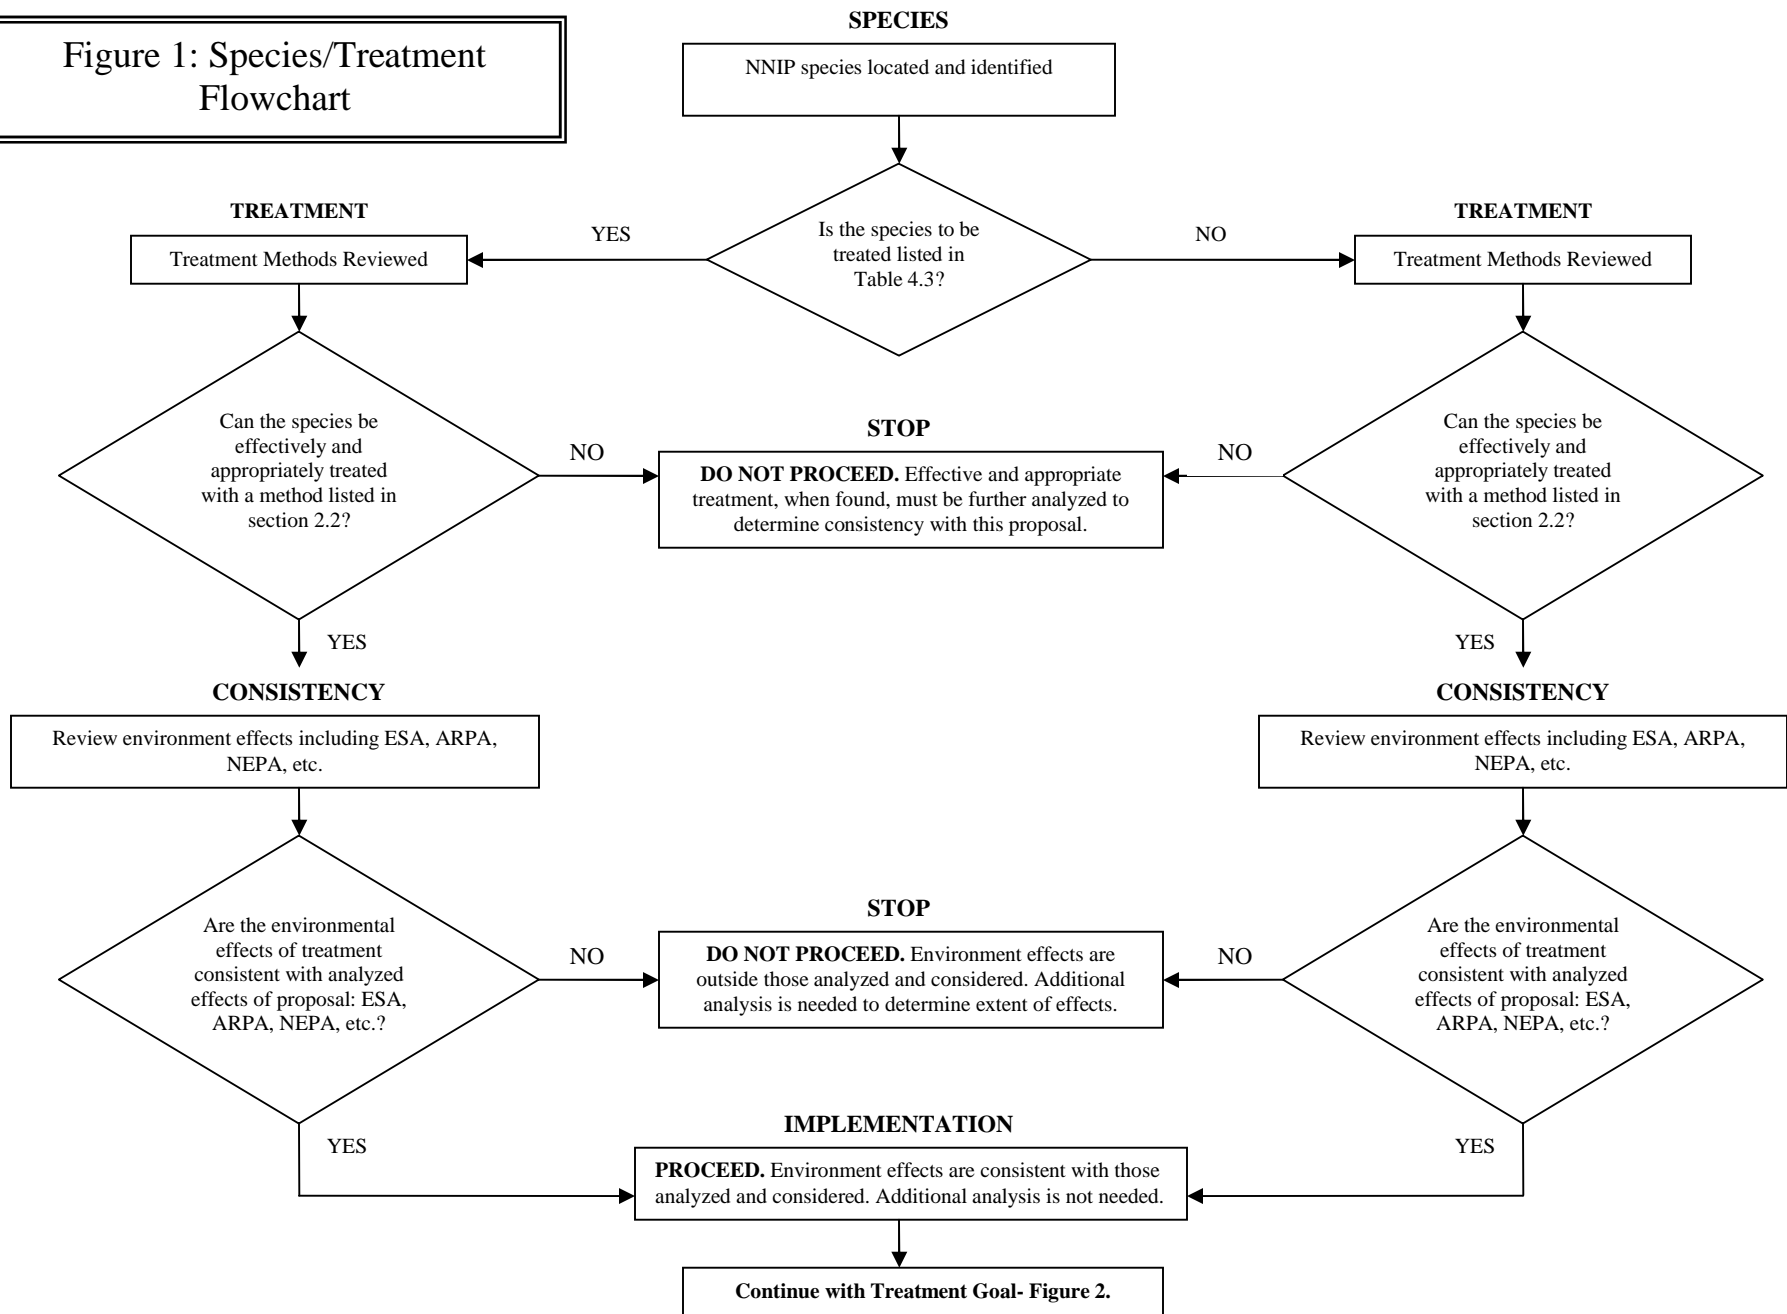 Figure 1: Species/Treatment
Flowchart
SPECIES
NNIP species located and identified
TREATMENT
Treatment Methods Reviewed
YES
Is the species to be
treated listed in
Table 4.3?
NO
TREATMENT
Treatment Methods Reviewed
Can the species be
effectively and
appropriately treated
with a method listed in
section 2.2?
NO
STOP
DO NOT PROCEED. Effective and appropriate
treatment, when found, must be further analyzed to
determine consistency with this proposal.
NO
Can the species be
effectively and
appropriately treated
with a method listed in
section 2.2?
YES
YES
CONSISTENCY
Review environment effects including ESA, ARPA,
NEPA, etc.
CONSISTENCY
Review environment effects including ESA, ARPA,
NEPA, etc.
Are the environmental
effects of treatment
consistent with analyzed
effects of proposal: ESA,
ARPA, NEPA, etc.?
NO
STOP
DO NOT PROCEED. Environment effects are
outside those analyzed and considered. Additional
analysis is needed to determine extent of effects.
NO
Are the environmental
effects of treatment
consistent with analyzed
effects of proposal: ESA,
ARPA, NEPA, etc.?
YES
IMPLEMENTATION
YES
PROCEED. Environment effects are consistent with those
analyzed and considered. Additional analysis is not needed.
Continue with Treatment Goal- Figure 2.